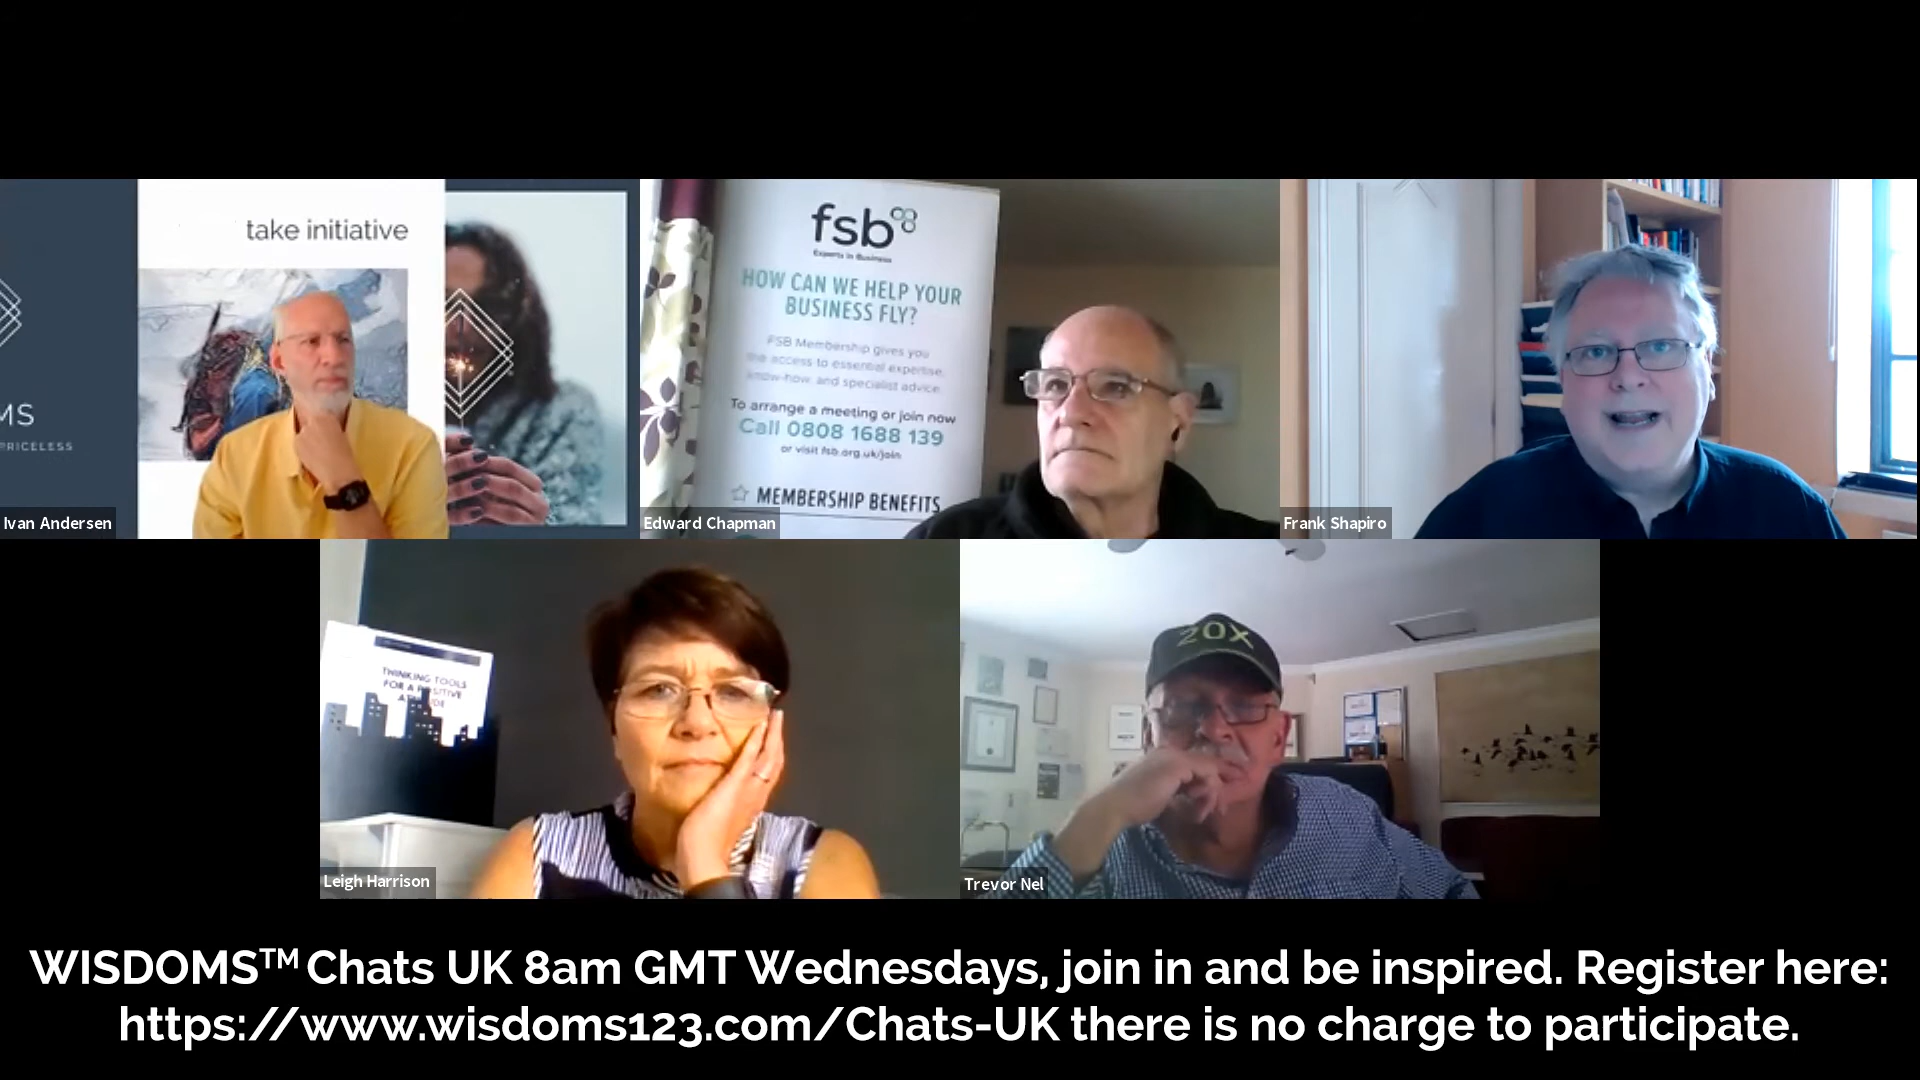 take initiative
MS
PRICELESS
Ivan Andersen
fsb
Experts in Business
HOW CAN WE HELP YOUR
BUSINESS FLY?
FSB Membership gives you
the access to essential expertise,
know-how and specialist advice.
To arrange a meeting or join now
Call 0808 1688 139
or visit fsb.org.uk/join
MEMBERSHIP BENEFITS
Edward Chapman
Frank Shapiro
THINKING TOOLS
FOR A POSITIVE
Leigh Harrison
20X
Trevor Nel
WISDOMS™ Chats UK 8am GMT Wednesdays, join in and be inspired. Register here:
https://www.wisdoms123.com/Chats-UK there is no charge to participate.